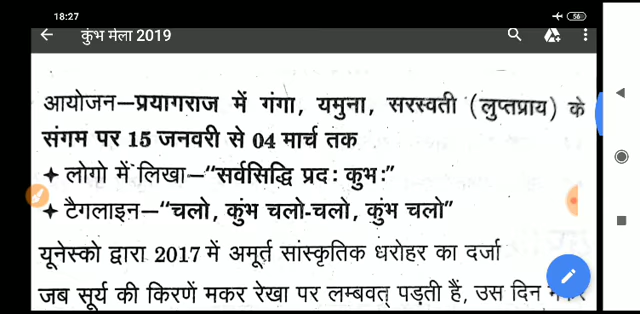 18:27
56
कुंभ मेला 2019
आयोजन–प्रयागराज में गंगा, यमुना, सरस्वती (लुप्तप्राय) के
संगम पर 15 जनवरी से 04 मार्च तक
लोगो में लिखा–“सर्वसिद्धि प्रद: कुम्भ:”
टैगलाइन–“चलो, कुंभ चलो-चलो, कुंभ चलो”
यूनेस्को द्वारा 2017 में अमूर्त सांस्कृतिक धरोहर का दर्जा
जब सूर्य की किरणें मकर रेखा पर लम्बवत् पड़ती हैं, उस दिन